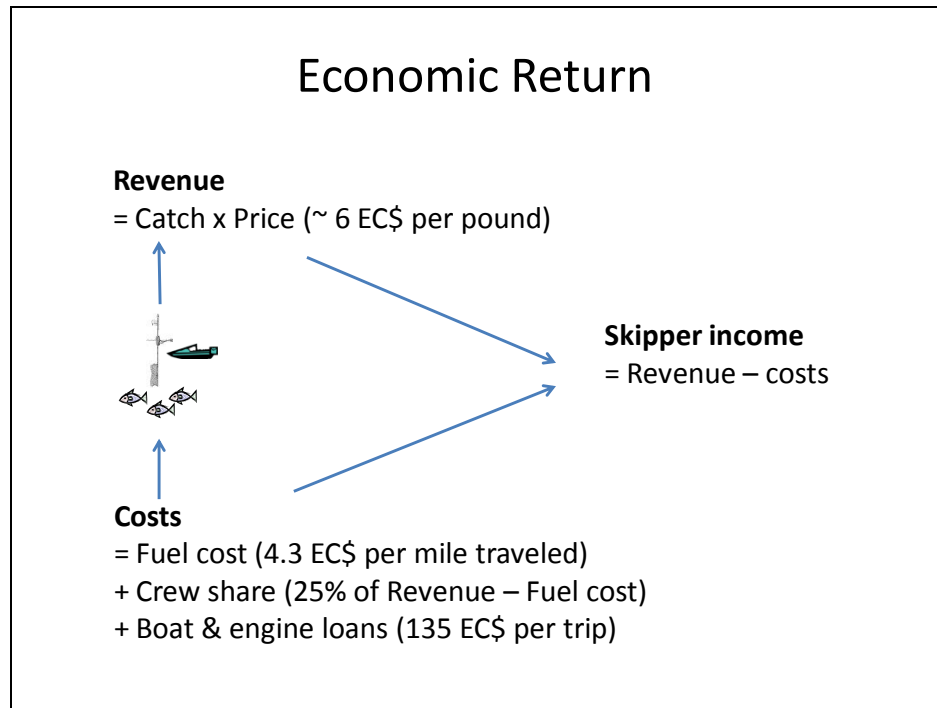 Economic Return
Revenue
= Catch x Price (~ 6 EC$ per pound)
Skipper income
= Revenue – costs
Costs
= Fuel cost (4.3 EC$ per mile traveled)
+ Crew share (25% of Revenue – Fuel cost)
+ Boat & engine loans (135 EC$ per trip)